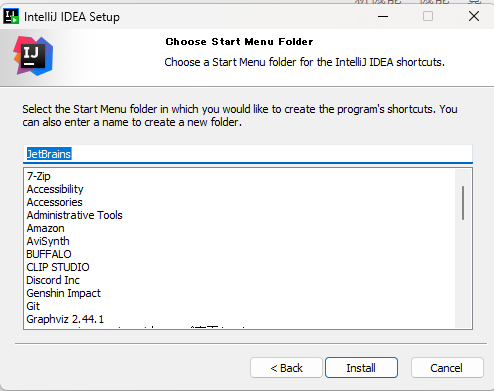 IntelliJ IDEA Setup
Choose Start Menu Folder
Choose a Start Menu folder for the IntelliJ IDEA shortcuts.
Select the Start Menu folder in which you would like to create the program's shortcuts. You
can also enter a name to create a new folder.
JetBrains
7-Zip
Accessibility
Accessories
Administrative Tools
Amazon
AviSynth
BUFFALO
CLIP STUDIO
Discord Inc
Genshin Impact
Git
Graphviz 2.44.1
< Back
Install
Cancel